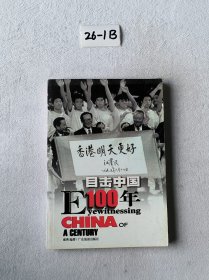 26-1B
香港明天更好
目击中国
100年
Eyewitnessing
CHINA OF
A CENTURY